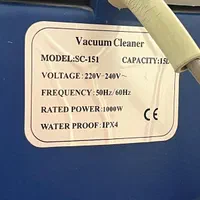 Vacuum Cleaner
MODEL:SC-151 CAPACITY:15L
VOLTAGE: 220V-240V~
FREQUENCY: 50Hz/60Hz
RATED POWER: 1000W
WATER PROOF: IPX4
CE